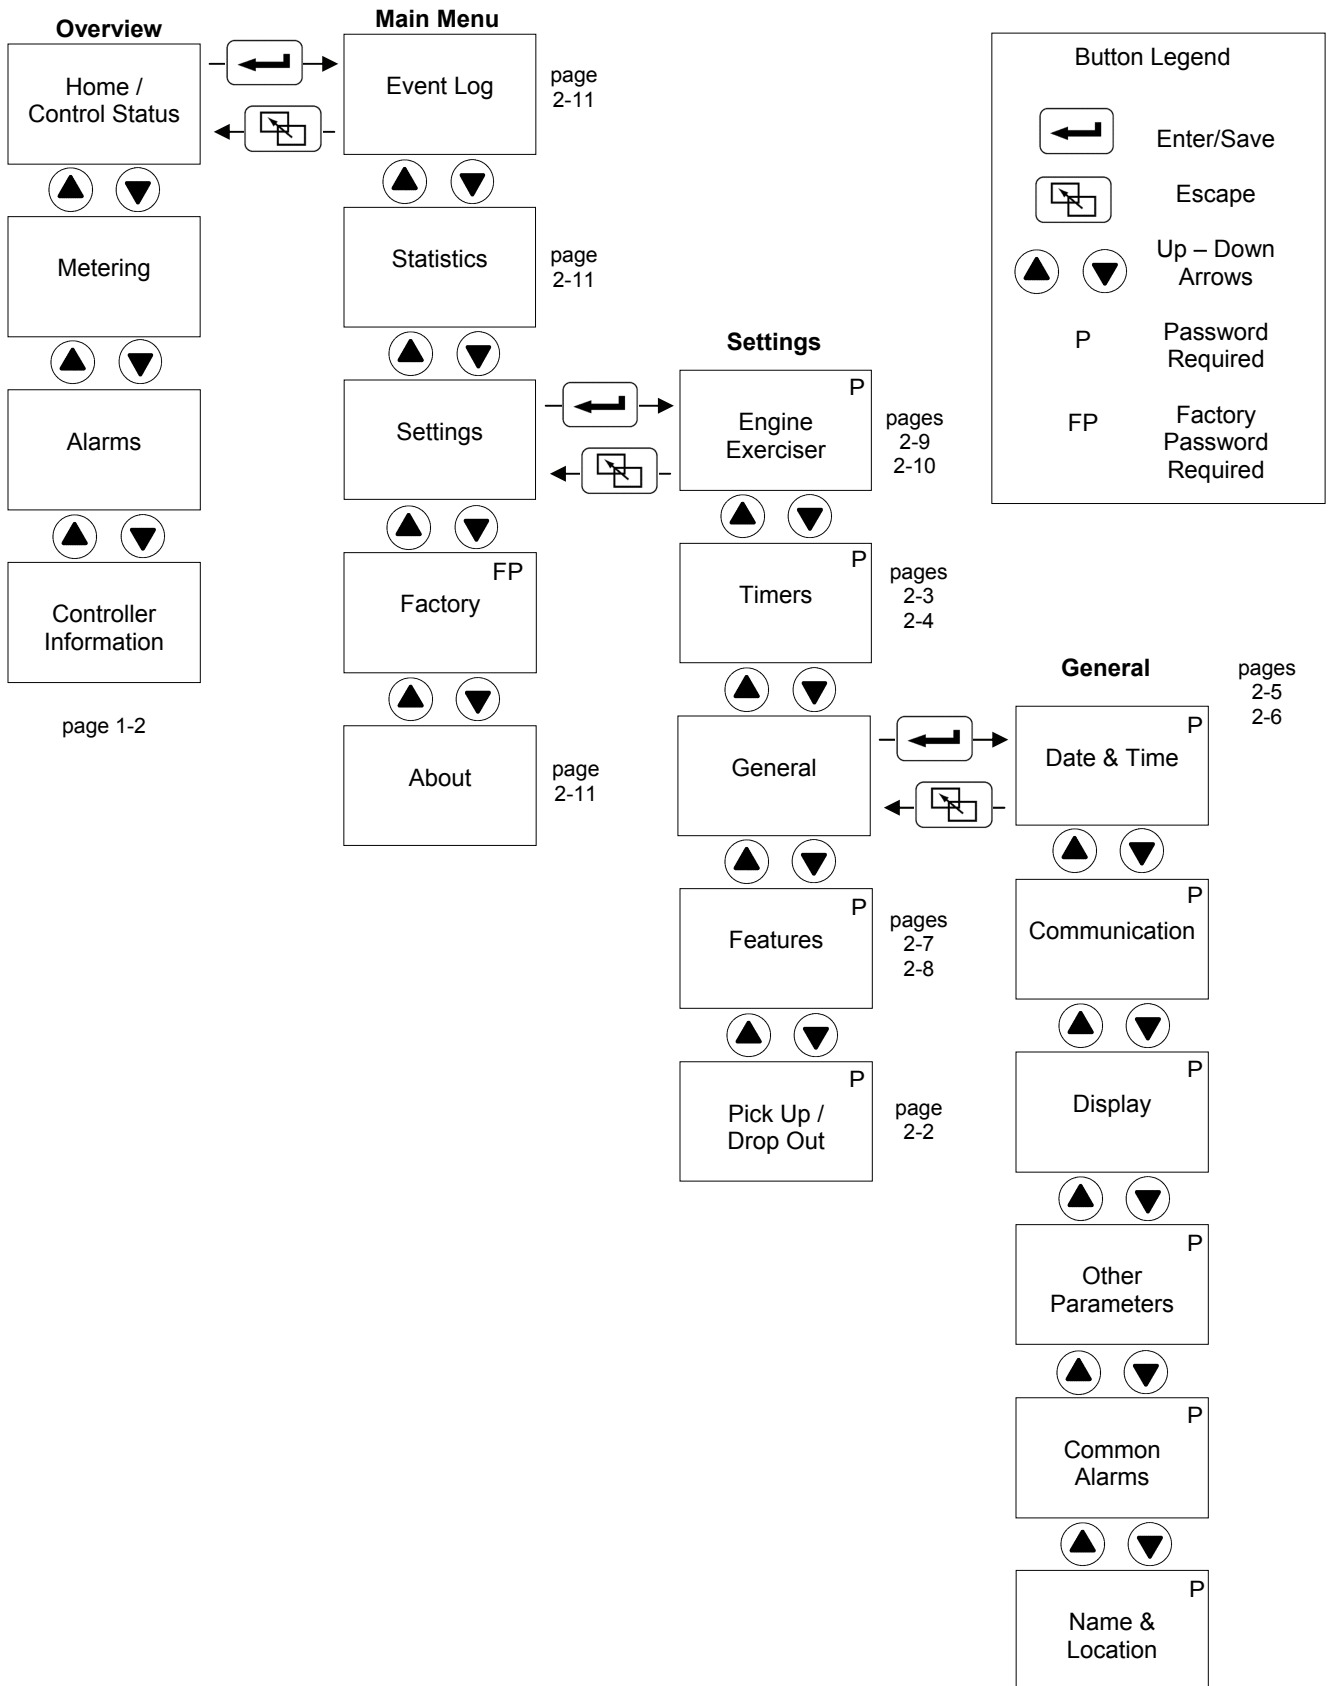 Overview
Home /
Control Status
Metering
Alarms
Controller
Information
page 1-2
Main Menu
Event Log
page
2-11
Statistics
page
2-11
Settings
FP
Factory
About
page
2-11
Settings
P
Engine
Exerciser
pages
2-9
2-10
P
Timers
pages
2-3
2-4
General
P
Features
pages
2-7
2-8
P
Pick Up /
Drop Out
page
2-2
General
pages
2-5
2-6
P
Date & Time
P
Communication
P
Display
P
Other
Parameters
P
Common
Alarms
P
Name &
Location
Button Legend
Enter/Save
Escape
Up – Down
Arrows
P
Password
Required
FP
Factory
Password
Required